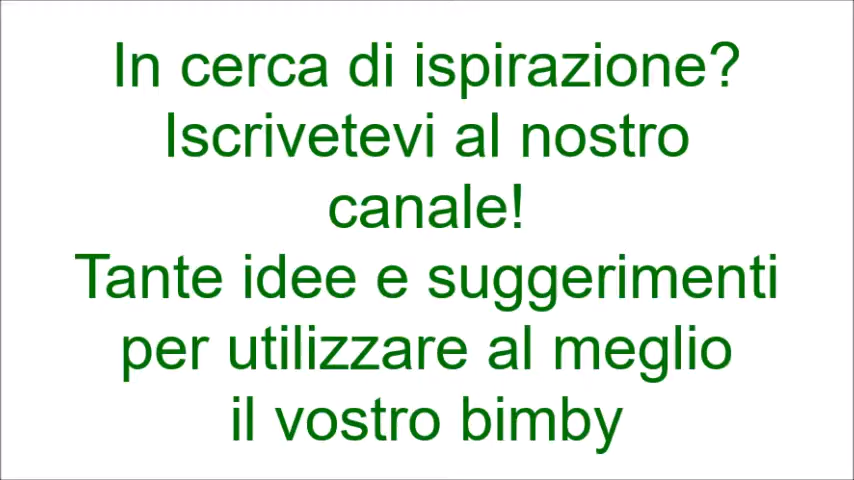 In cerca di ispirazione?
Iscrivetevi al nostro
canale!
Tante idee e suggerimenti
per utilizzare al meglio
il vostro bimby